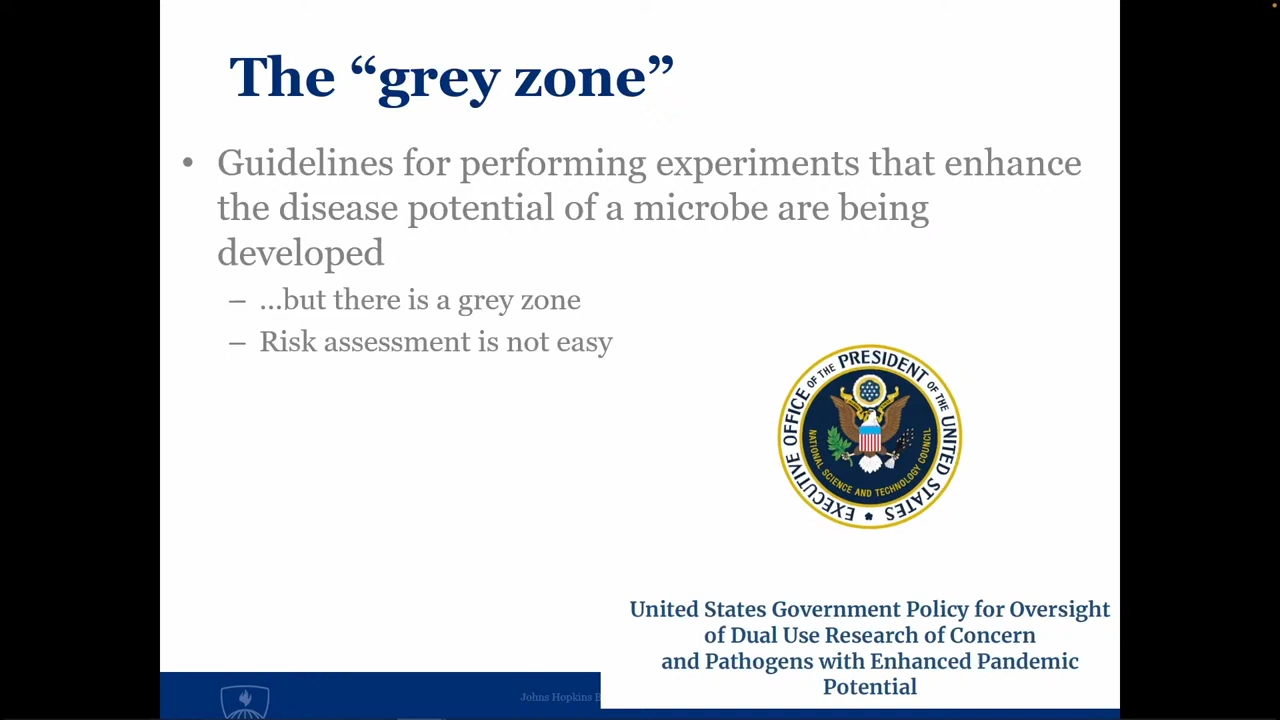 The “grey zone”
• Guidelines for performing experiments that enhance
the disease potential of a microbe are being
developed
– ...but there is a grey zone
– Risk assessment is not easy
EXECUTIVE OFFICE OF THE PRESIDENT OF THE UNITED STATES
NATIONAL SCIENCE AND TECHNOLOGY COUNCIL
United States Government Policy for Oversight
of Dual Use Research of Concern
and Pathogens with Enhanced Pandemic
Potential
Johns Hopkins